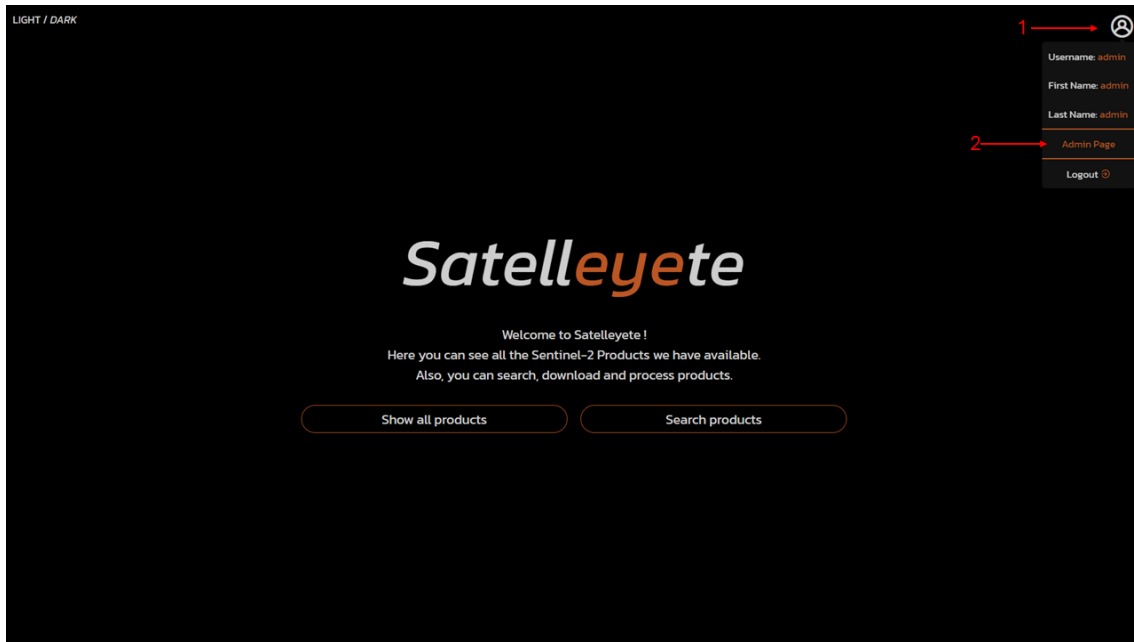 LIGHT / DARK
1
Username: admin
First Name: admin
Last Name: admin
2
Admin Page
Logout
Satelleyete
Welcome to Satelleyete !
Here you can see all the Sentinel-2 Products we have available.
Also, you can search, download and process products.
Show all products
Search products